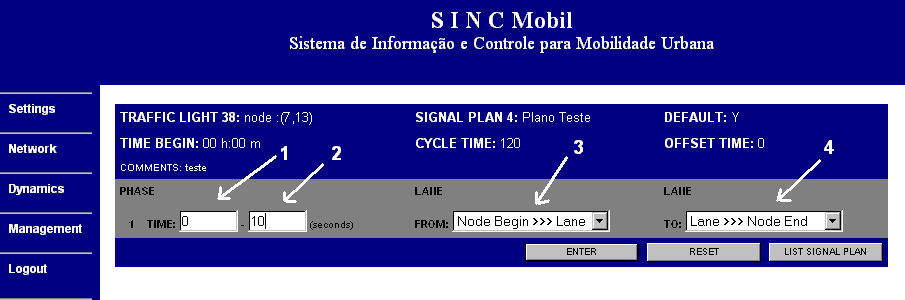 S I N C Mobil
Sistema de Informação e Controle para Mobilidade Urbana
Settings
Network
Dynamics
Management
Logout
TRAFFIC LIGHT 38: node :(7,13) SIGNAL PLAN 4: Plano Teste DEFAULT: Y
TIME BEGIN: 00 h:00 m CYCLE TIME: 120 OFFSET TIME: 0
COMMENTS: teste
1 2 3 4
PHASE LANE LANE
1 TIME: 0 - 10 (seconds) FROM: Node Begin >>> Lane TO: Lane >>> Node End
ENTER RESET LIST SIGNAL PLAN